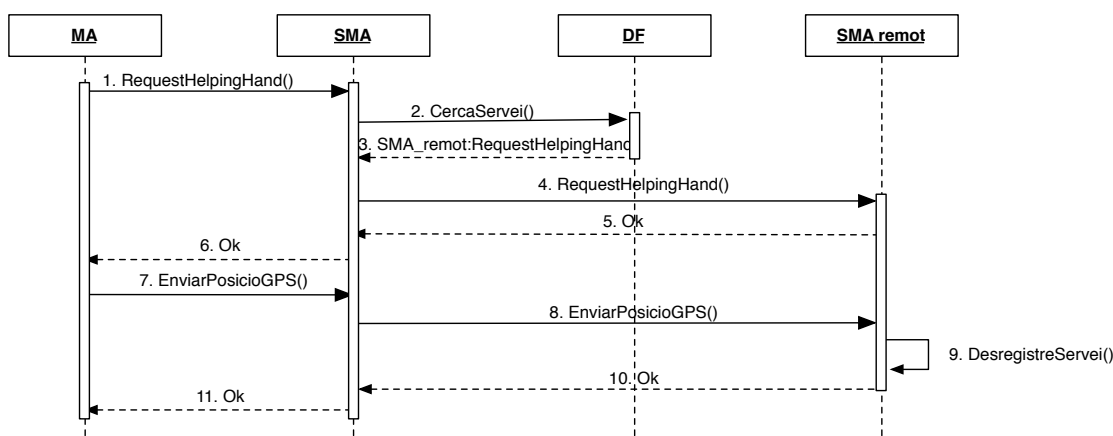 MA
SMA
DF
SMA remot
1. RequestHelpingHand()
2. CercaServei()
3. SMA_remot:RequestHelpingHand
4. RequestHelpingHand()
5. Ok
6. Ok
7. EnviarPosicioGPS()
8. EnviarPosicioGPS()
9. DesregistreServei()
10. Ok
11. Ok